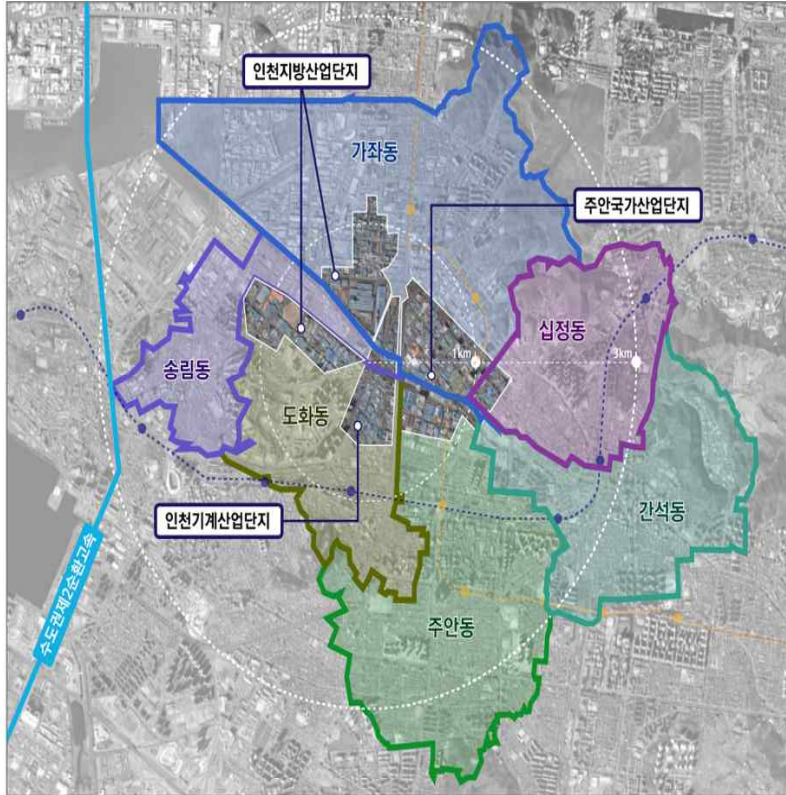 인천지방산업단지
가좌동
주안국가산업단지
십정동
1km
3km
송림동
도화동
간석동
인천기계산업단지
주안동
수도권제2순환고속